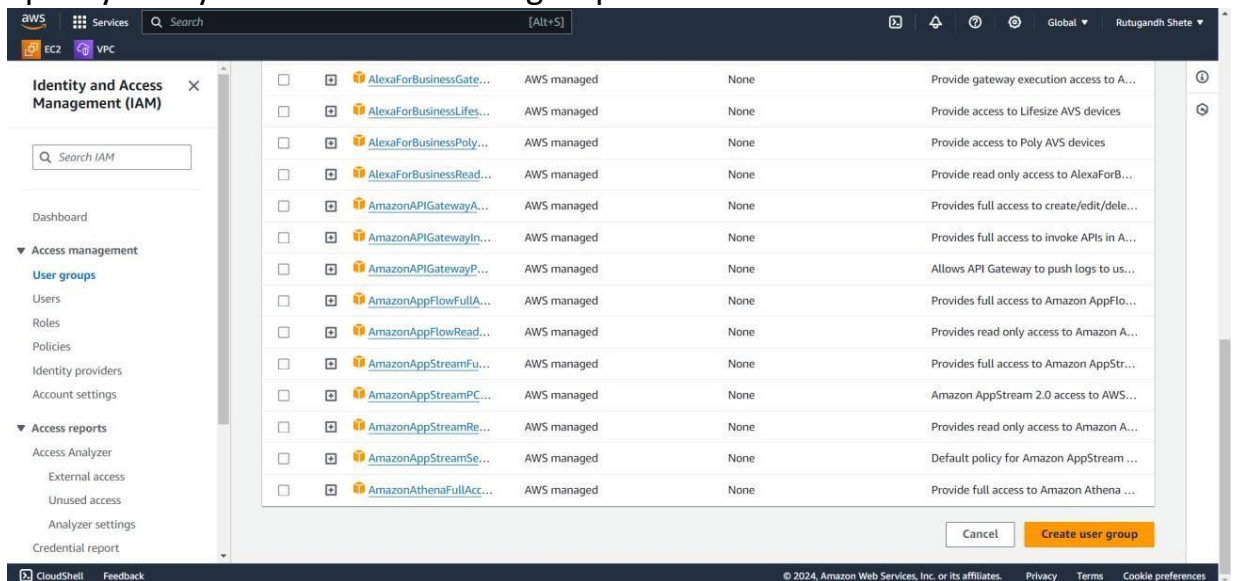 aws Services Search [Alt+S] Global Rutugandh Shete
EC2 VPC
Identity and Access
Management (IAM)
Search IAM
Dashboard
Access management
User groups
Users
Roles
Policies
Identity providers
Account settings
Access reports
Access Analyzer
External access
Unused access
Analyzer settings
Credential report
AlexaForBusinessGate... AWS managed None Provide gateway execution access to A...
AlexaForBusinessLifes... AWS managed None Provide access to Lifesize AVS devices
AlexaForBusinessPoly... AWS managed None Provide access to Poly AVS devices
AlexaForBusinessRead... AWS managed None Provide read only access to AlexaForB...
AmazonAPIGatewayA... AWS managed None Provides full access to create/edit/dele...
AmazonAPIGatewayIn... AWS managed None Provides full access to invoke APIs in A...
AmazonAPIGatewayP... AWS managed None Allows API Gateway to push logs to us...
AmazonAppFlowFullA... AWS managed None Provides full access to Amazon AppFlo...
AmazonAppFlowRead... AWS managed None Provides read only access to Amazon A...
AmazonAppStreamFu... AWS managed None Provides full access to Amazon AppStr...
AmazonAppStreamPC... AWS managed None Amazon AppStream 2.0 access to AWS...
AmazonAppStreamRe... AWS managed None Provides read only access to Amazon A...
AmazonAppStreamSe... AWS managed None Default policy for Amazon AppStream ...
AmazonAthenaFullAcc... AWS managed None Provide full access to Amazon Athena ...
Cancel Create user group
CloudShell Feedback © 2024, Amazon Web Services, Inc. or its affiliates. Privacy Terms Cookie preferences